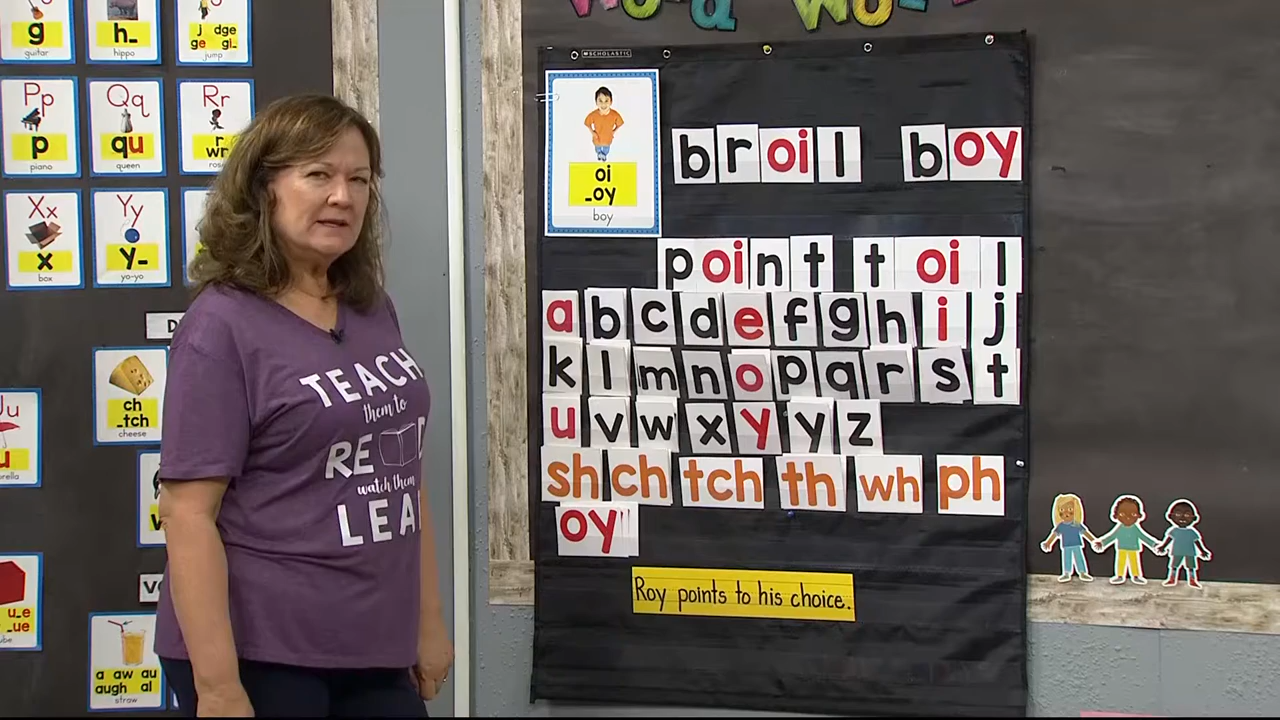 word work
SCHOLASTIC
g
guitar
h_
hippo
j dge
ge gi_
jump
Pp
p
piano
Qq
qu
queen
Rr
Xx
x
box
Yy
y_
yo-yo
ch
_tch
cheese
u_e
_ue
a aw au
augh al
straw
TEACH
them to
READ
watch them
LEA
oi
_oy
boy
broil boy
point toil
a b c d e f g h i j
k l m n o p q r s t
u v w x y y z
sh ch tch th wh ph
oy
Roy points to his choice.